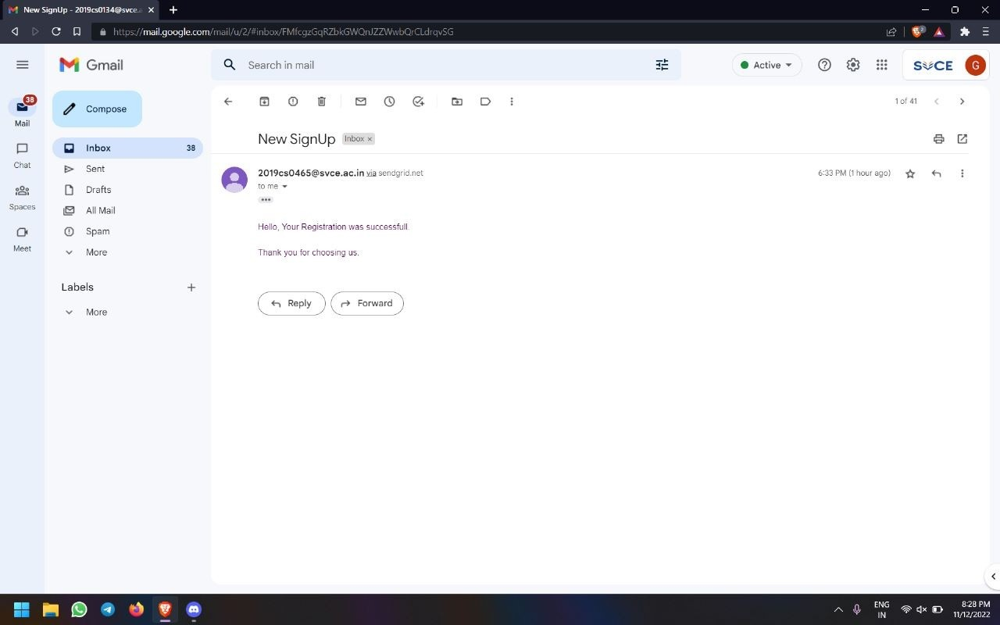 New SignUp - 2019cs0134@svce.a
https://mail.google.com/mail/u/2/#inbox/FMfcgzGqRZbkGWQnJZZWwbQrCLdrqvSG
2
Gmail
Search in mail
Active
SVCE
G
38
Mail
Chat
Spaces
Meet
Compose
Inbox 38
Sent
Drafts
All Mail
Spam
More
Labels
More
1 of 41
New SignUp Inbox ×
2019cs0465@svce.ac.in via sendgrid.net
6:33 PM (1 hour ago)
to me
Hello, Your Registration was successfull.
Thank you for choosing us.
Reply
Forward
ENG
IN
8:28 PM
11/12/2022